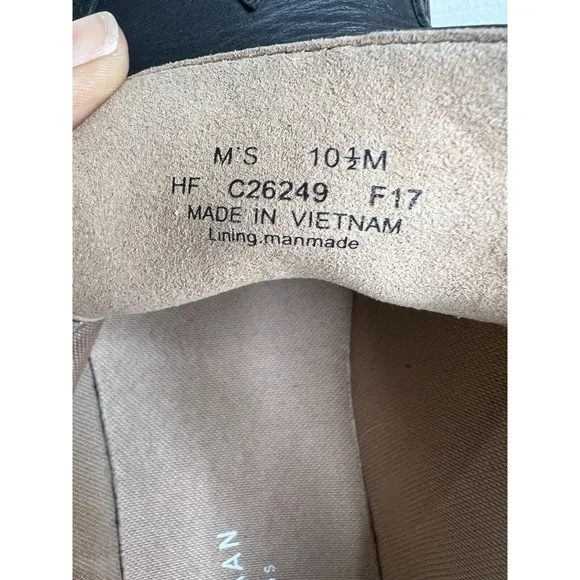 M'S 10½M
HF C26249 F17
MADE IN VIETNAM
Lining.manmade